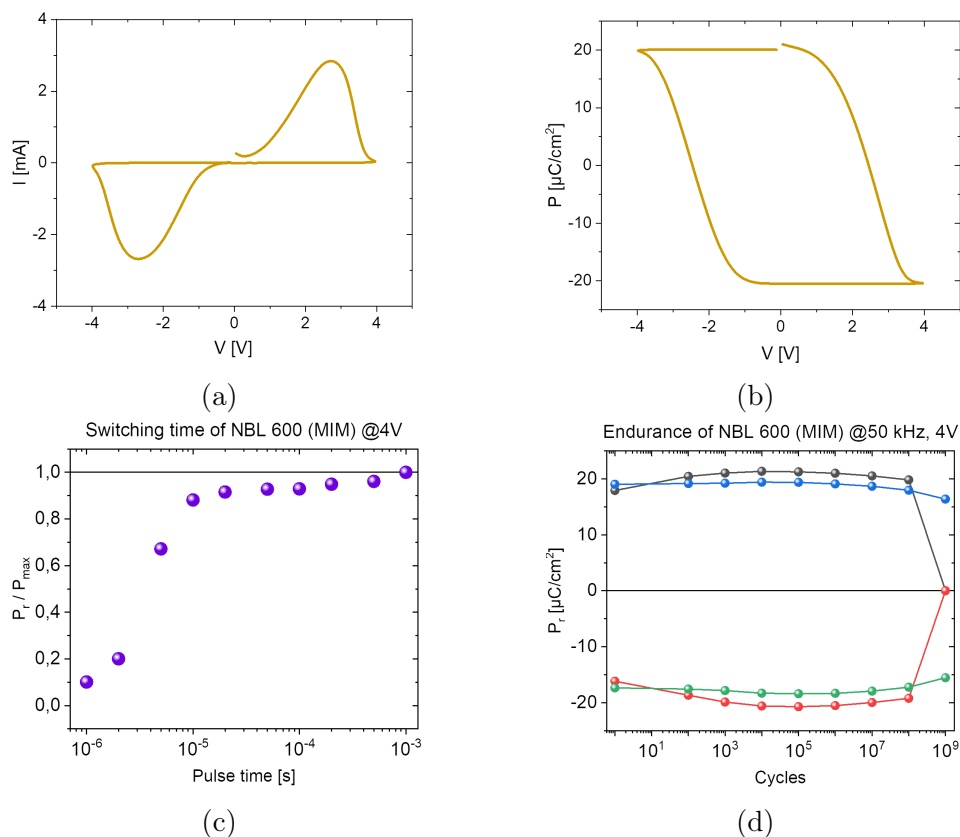 4
2
0
-2
-4
I [mA]
-4 -2 0 2 4
V [V]
(a)
20
10
0
-10
-20
P [µC/cm²]
-4 -2 0 2 4
V [V]
(b)
Switching time of NBL 600 (MIM) @4V
1,0
0,8
0,6
0,4
0,2
0,0
P_r / P_max
10⁻⁶ 10⁻⁵ 10⁻⁴ 10⁻³
Pulse time [s]
(c)
Endurance of NBL 600 (MIM) @50 kHz, 4V
20
10
0
-10
-20
P_r [µC/cm²]
10¹ 10³ 10⁵ 10⁷ 10⁹
Cycles
(d)